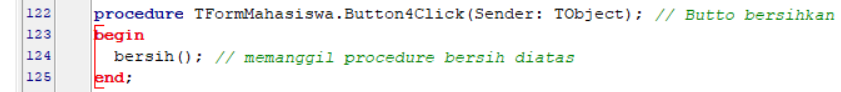 122 procedure TFormMahasiswa.Button4Click(Sender: TObject); // Butto bersihkan
123 begin
124 bersih(); // memanggil procedure bersih diatas
125 end;